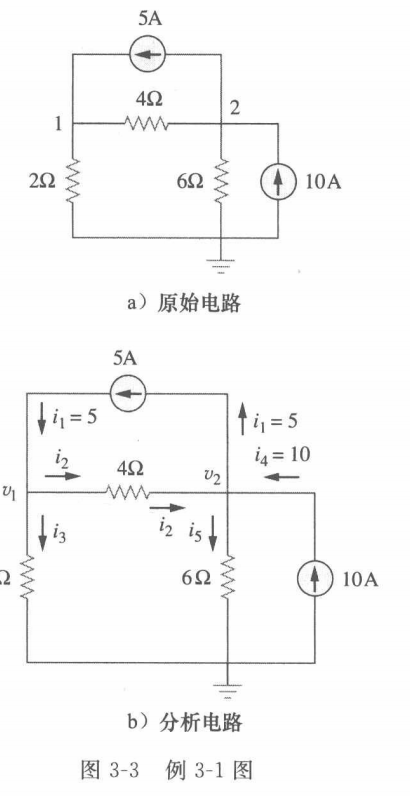 5A
4Ω
1
2
2Ω
6Ω
10A
a）原始电路
5A
i₁ = 5
i₁ = 5
i₂
4Ω
v₂
i₄ = 10
v₁
i₃
i₂
i₅
Ω
6Ω
10A
b）分析电路
图 3-3 例 3-1 图